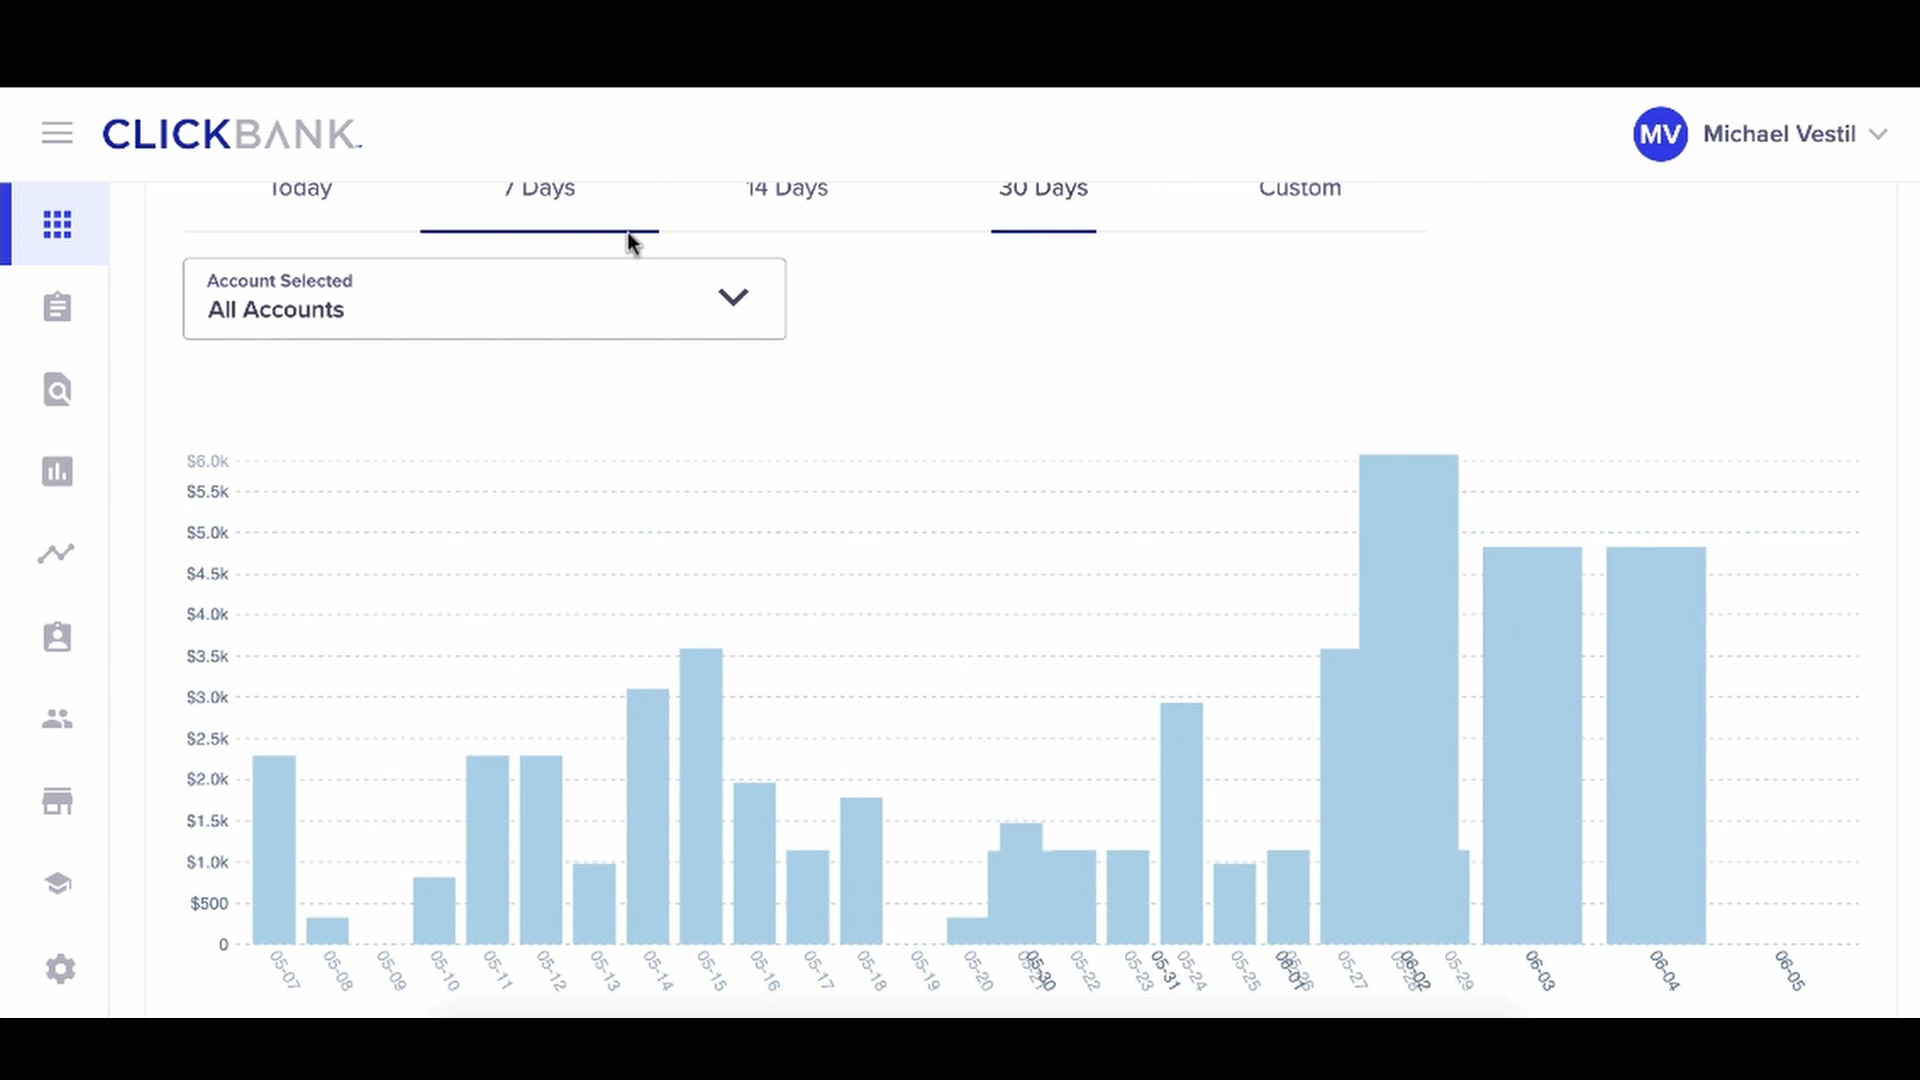 CLICKBANK
MV Michael Vestil
Today 7 Days 14 Days 30 Days Custom
Account Selected
All Accounts
$6.0k
$5.5k
$5.0k
$4.5k
$4.0k
$3.5k
$3.0k
$2.5k
$2.0k
$1.5k
$1.0k
$500
0
05-07 05-08 05-09 05-10 05-11 05-12 05-13 05-14 05-15 05-16 05-17 05-18 05-19 05-20 05-30 05-22 05-23 05-31 05-24 05-25 06-01 05-27 06-02 05-29 06-03 06-04 06-05